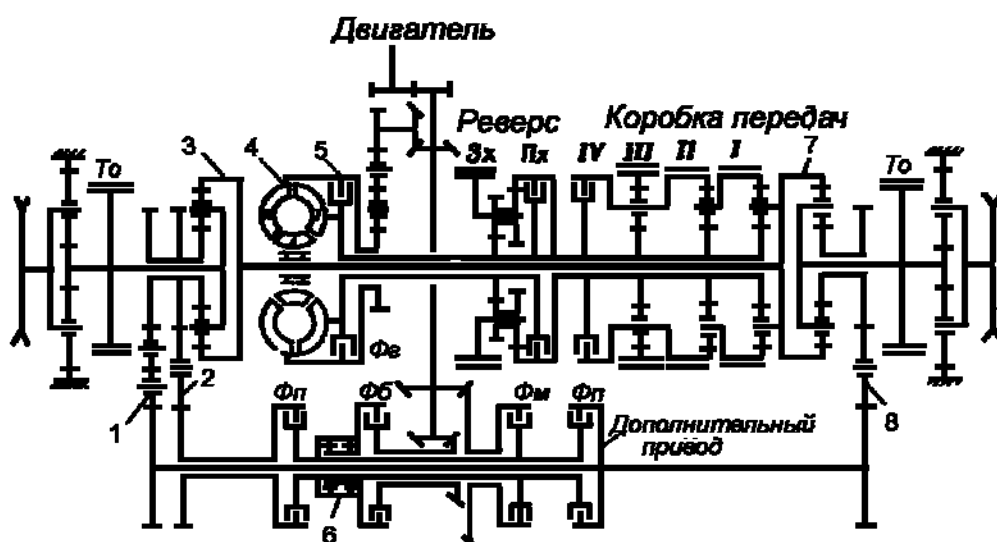 Двигатель
Реверс
Коробка передач
Зх Пх IV III II I
То 3 4 5 7 То
Фг
1 2 8
Фп Фб Фм Фп
Дополнительный
привод
6